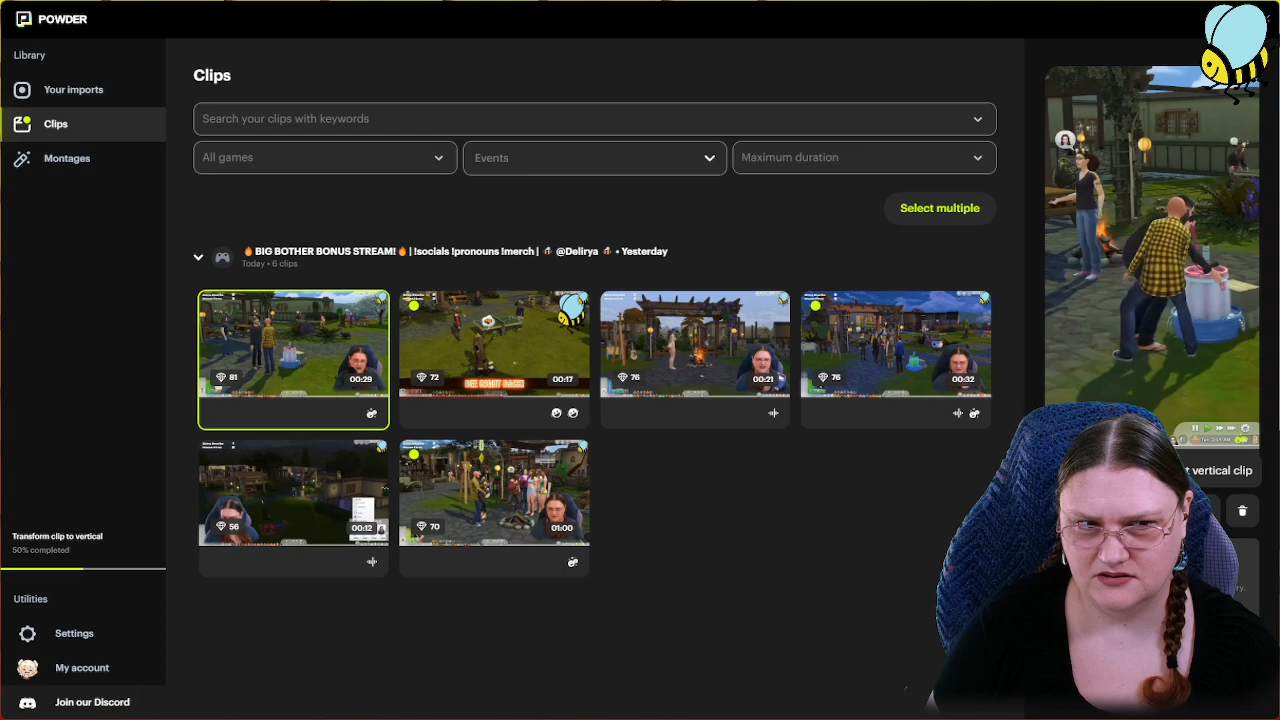 POWDER
Library
Your imports
Clips
Montages
Transform clip to vertical
50% completed
Utilities
Settings
My account
Join our Discord
Clips
Search your clips with keywords
All games
Events
Maximum duration
Select multiple
🔥 BIG BOTHER BONUS STREAM! 🔥 | !socials !pronouns !merch | @Delirya • Yesterday
Today • 6 clips
81
00:29
72
BEE RIGHT BACK!
00:17
76
00:21
76
00:32
56
00:12
70
01:00
t vertical clip